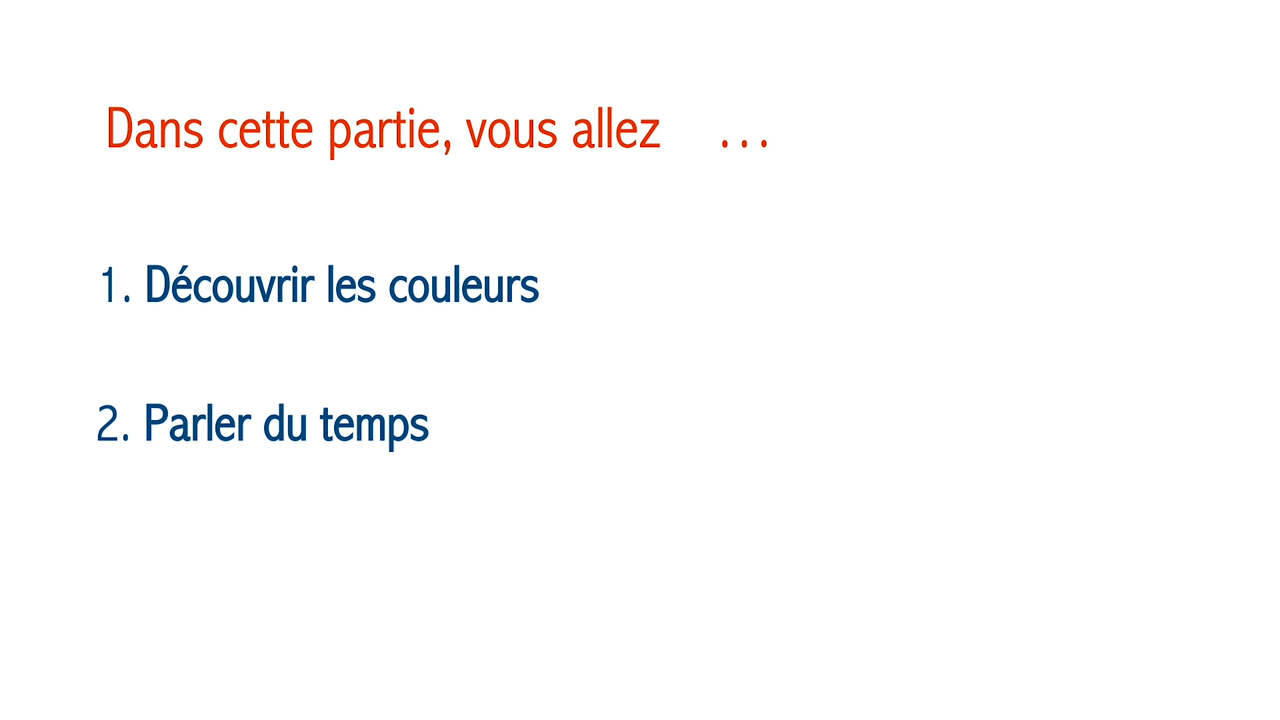 Dans cette partie, vous allez ...
1. Découvrir les couleurs
2. Parler du temps